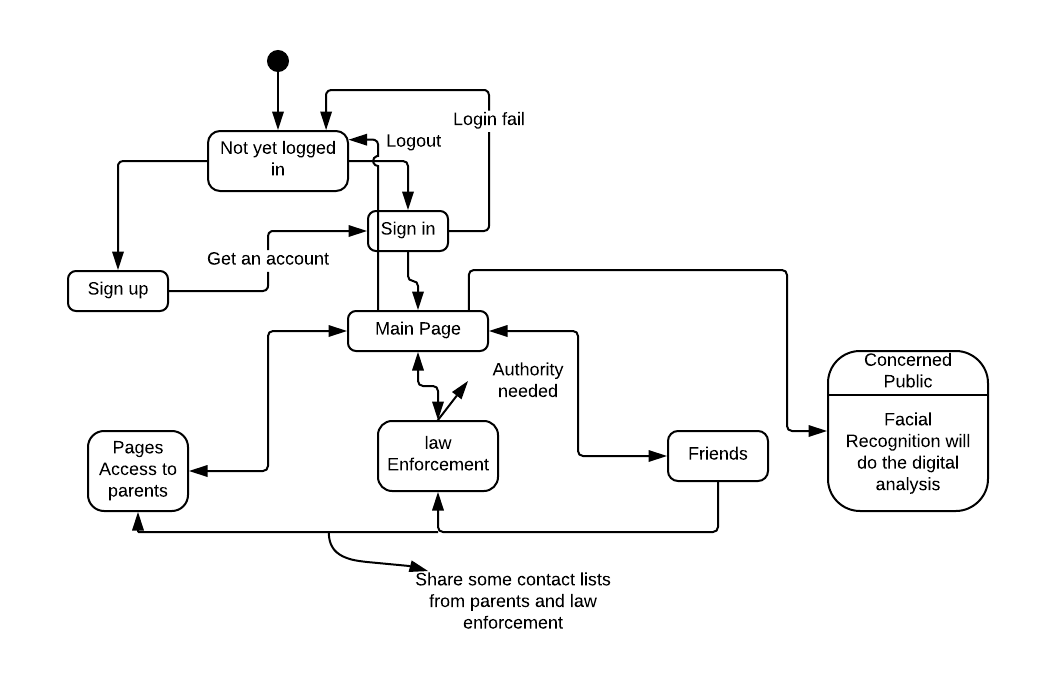 Login fail
Logout
Not yet logged
in
Sign in
Get an account
Sign up
Main Page
Authority
needed
Concerned
Public
Facial
Recognition will
do the digital
analysis
Pages
Access to
parents
law
Enforcement
Friends
Share some contact lists
from parents and law
enforcement